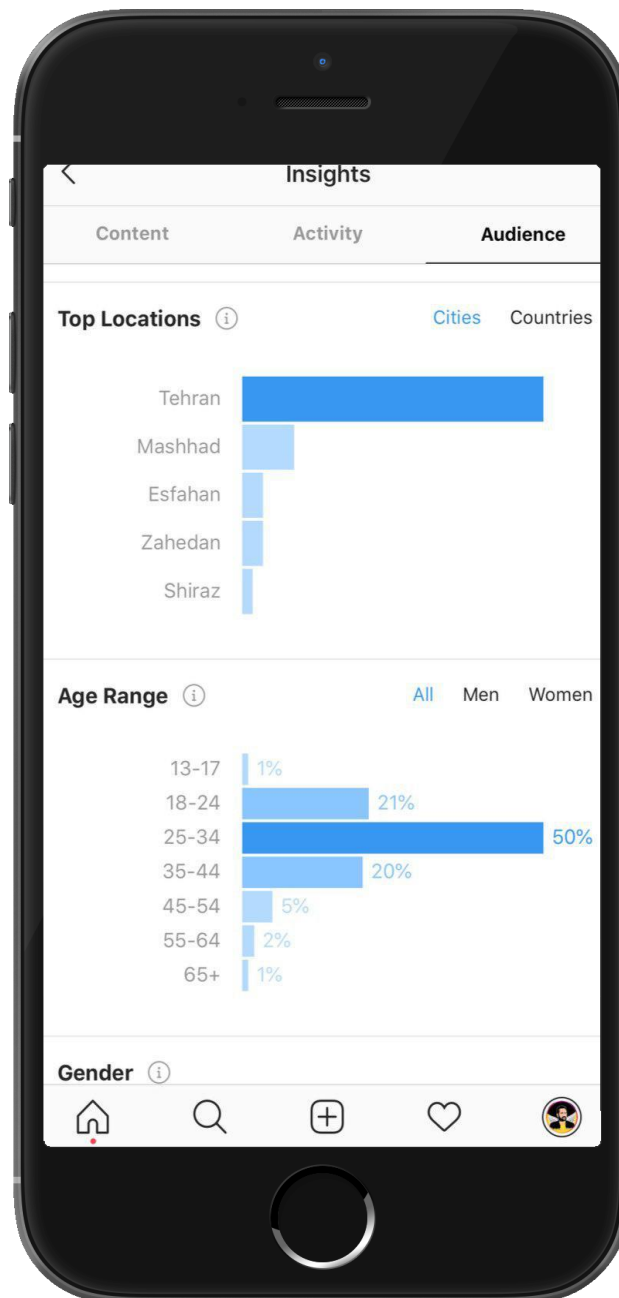 Insights
Content Activity Audience
Top Locations Cities Countries
Tehran
Mashhad
Esfahan
Zahedan
Shiraz
Age Range All Men Women
13-17 1%
18-24 21%
25-34 50%
35-44 20%
45-54 5%
55-64 2%
65+ 1%
Gender